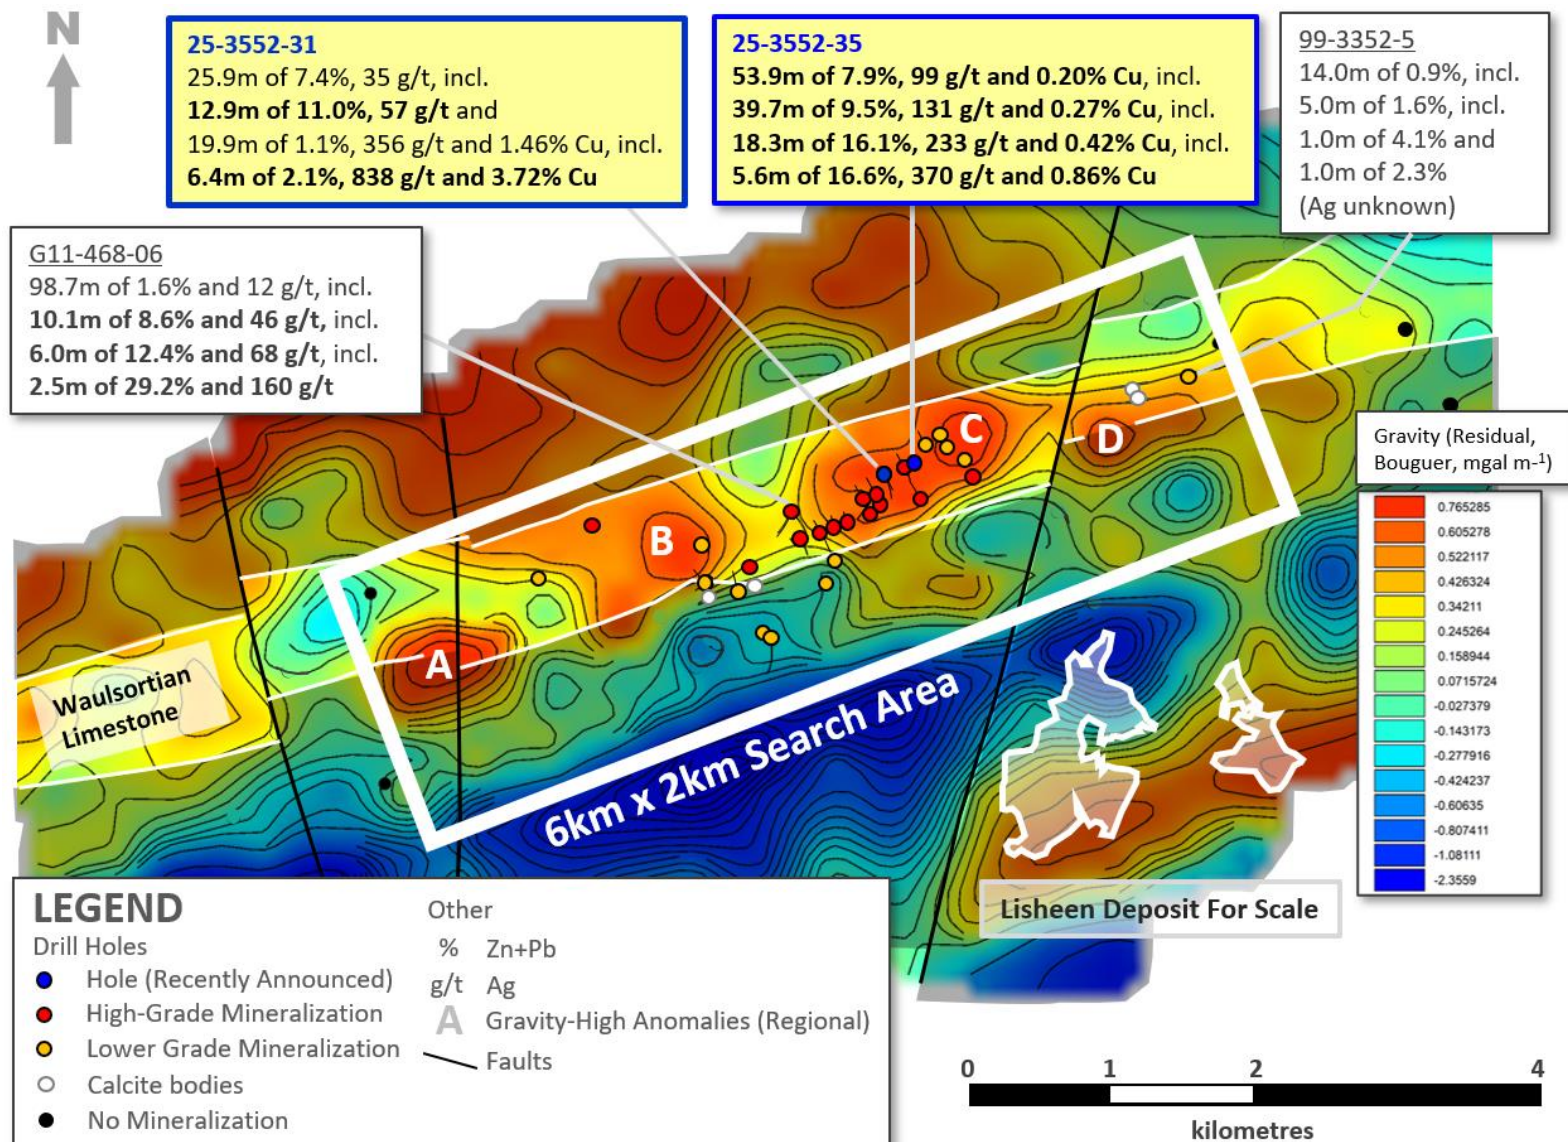 N
25-3552-31
25.9m of 7.4%, 35 g/t, incl.
12.9m of 11.0%, 57 g/t and
19.9m of 1.1%, 356 g/t and 1.46% Cu, incl.
6.4m of 2.1%, 838 g/t and 3.72% Cu
25-3552-35
53.9m of 7.9%, 99 g/t and 0.20% Cu, incl.
39.7m of 9.5%, 131 g/t and 0.27% Cu, incl.
18.3m of 16.1%, 233 g/t and 0.42% Cu, incl.
5.6m of 16.6%, 370 g/t and 0.86% Cu
99-3352-5
14.0m of 0.9%, incl.
5.0m of 1.6%, incl.
1.0m of 4.1% and
1.0m of 2.3%
(Ag unknown)
G11-468-06
98.7m of 1.6% and 12 g/t, incl.
10.1m of 8.6% and 46 g/t, incl.
6.0m of 12.4% and 68 g/t, incl.
2.5m of 29.2% and 160 g/t
C
D
B
A
Waulsortian
Limestone
6km x 2km Search Area
Gravity (Residual,
Bouguer, mgal m-1)
0.765285
0.605278
0.522117
0.426324
0.34211
0.245264
0.158944
0.0715724
-0.027379
-0.143173
-0.277916
-0.424237
-0.60635
-0.807411
-1.08111
-2.3559
Lisheen Deposit For Scale
LEGEND
Drill Holes
Hole (Recently Announced)
High-Grade Mineralization
Lower Grade Mineralization
Calcite bodies
No Mineralization
Other
% Zn+Pb
g/t Ag
A Gravity-High Anomalies (Regional)
Faults
0 1 2 4
kilometres